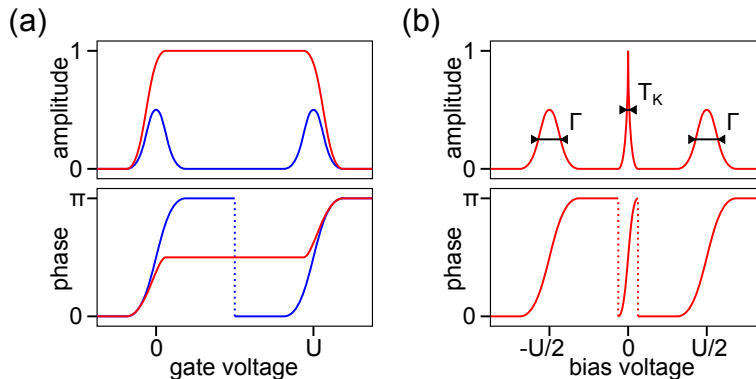 (a)
1
amplitude
0
π
phase
0
0
U
gate voltage
(b)
1
amplitude
0
T_K
Γ
Γ
π
phase
0
-U/2
0
U/2
bias voltage